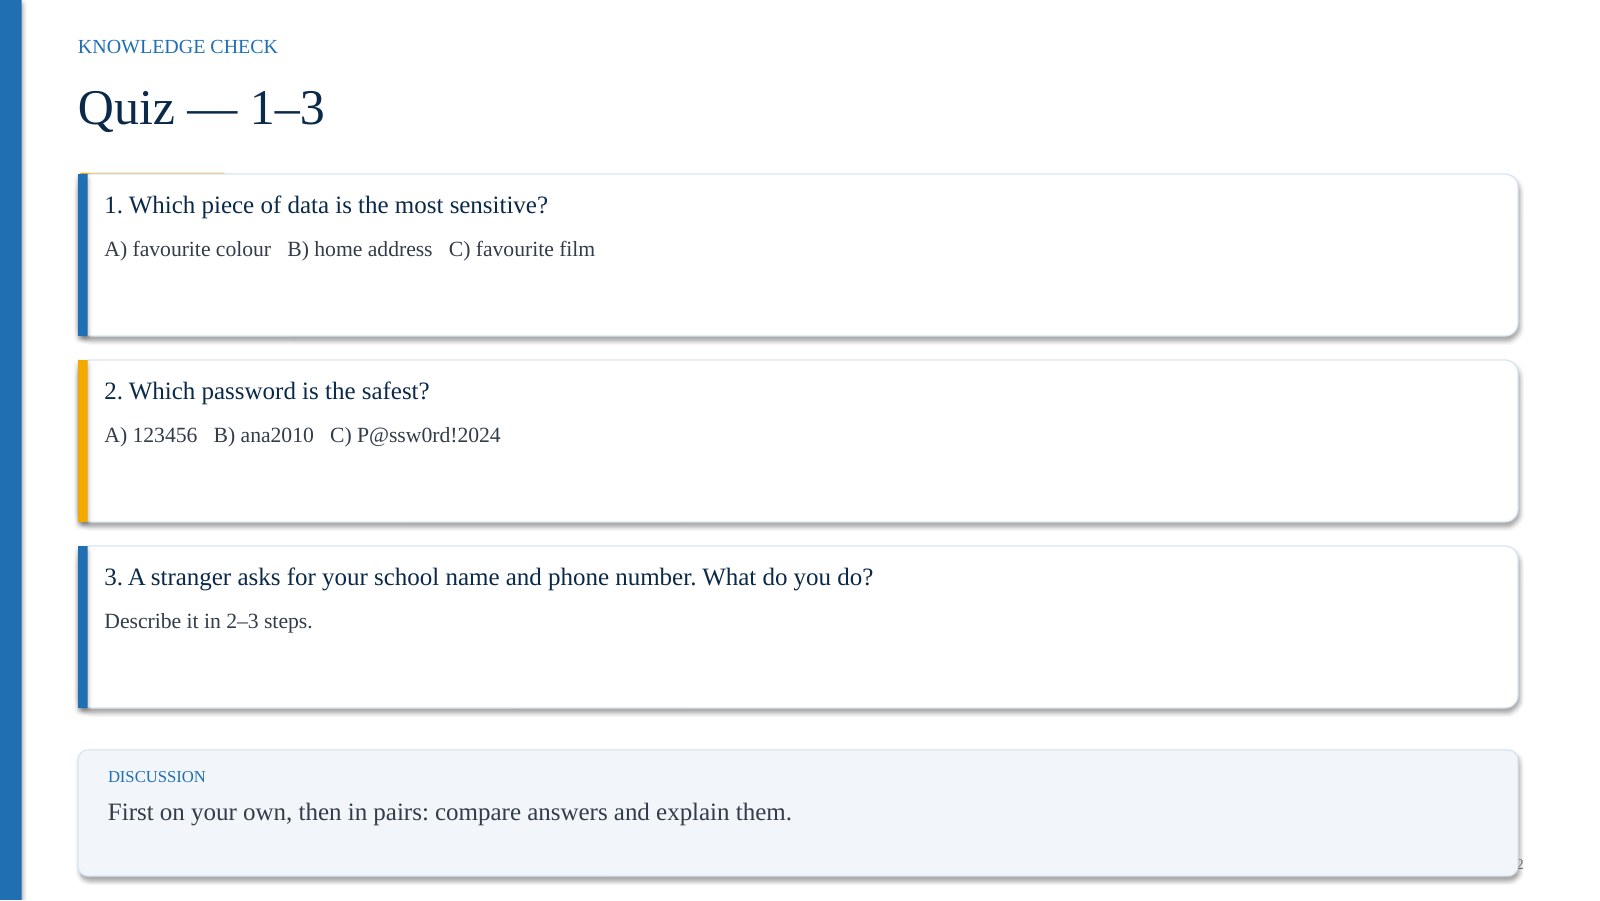 KNOWLEDGE CHECK
Quiz — 1–3
1. Which piece of data is the most sensitive?
A) favourite colour   B) home address   C) favourite film
2. Which password is the safest?
A) 123456   B) ana2010   C) P@ssw0rd!2024
3. A stranger asks for your school name and phone number. What do you do?
Describe it in 2–3 steps.
DISCUSSION
First on your own, then in pairs: compare answers and explain them.